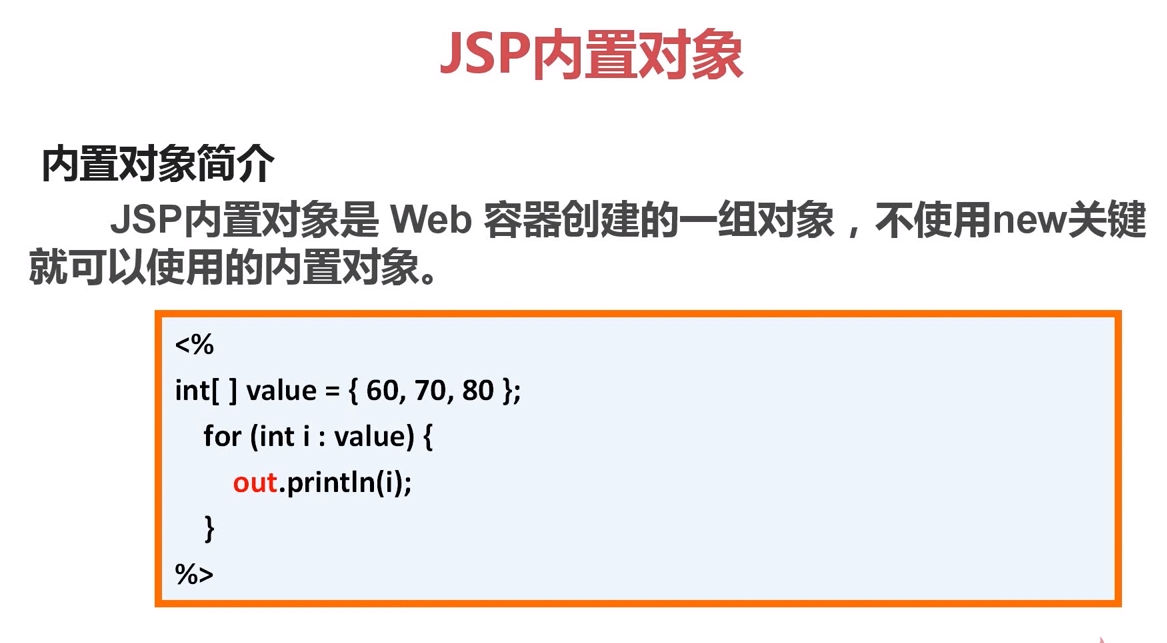 JSP内置对象
内置对象简介
JSP内置对象是 Web 容器创建的一组对象，不使用new关键
就可以使用的内置对象。
<%
int[ ] value = { 60, 70, 80 };
for (int i : value) {
out.println(i);
}
%>